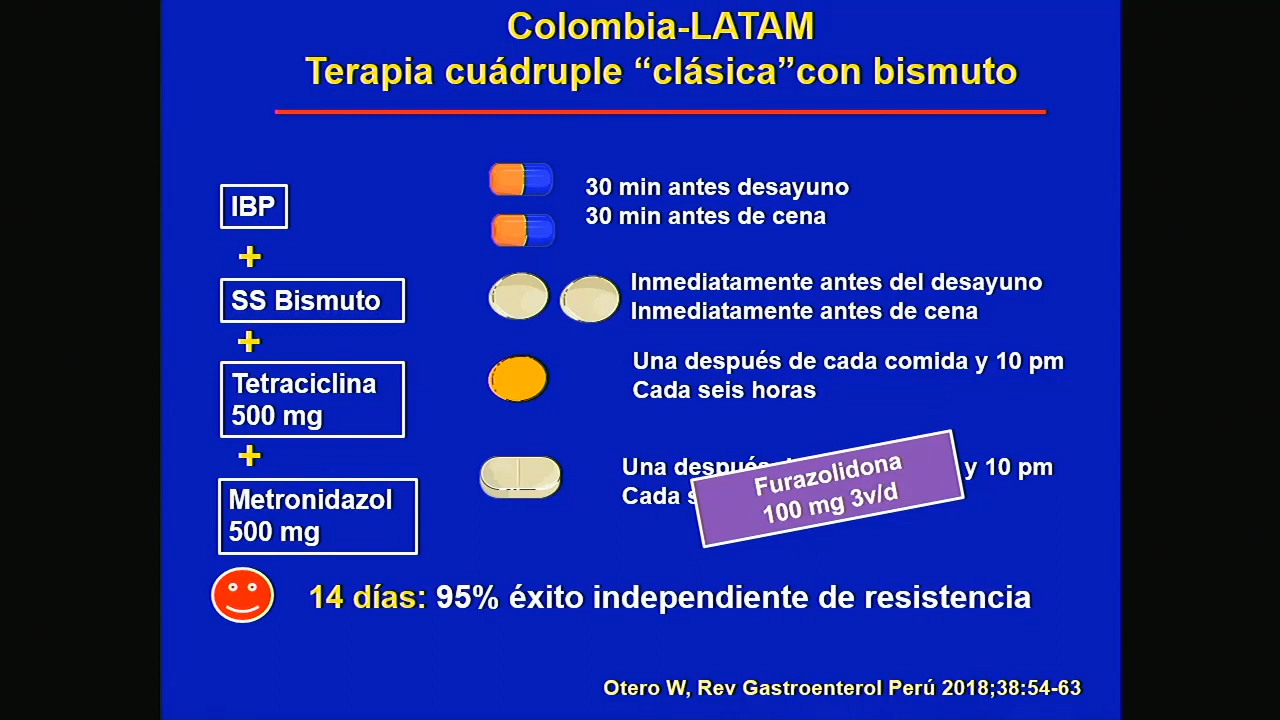 Colombia-LATAM
Terapia cuádruple “clásica”con bismuto
IBP
30 min antes desayuno
30 min antes de cena
+
SS Bismuto
Inmediatamente antes del desayuno
Inmediatamente antes de cena
+
Tetraciclina
500 mg
Una después de cada comida y 10 pm
Cada seis horas
+
Metronidazol
500 mg
Una después y 10 pm
Cada
Furazolidona
100 mg 3v/d
14 días: 95% éxito independiente de resistencia
Otero W, Rev Gastroenterol Perú 2018;38:54-63